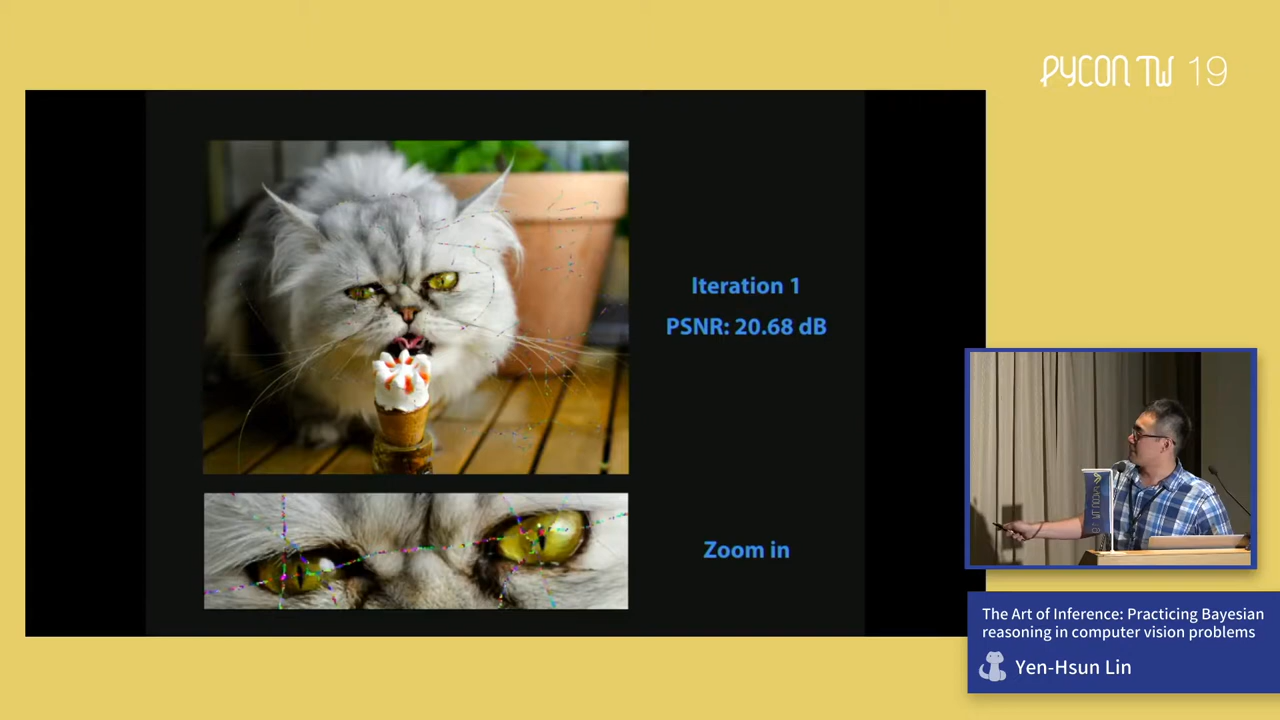 PYCON TW 19
Iteration 1
PSNR: 20.68 dB
Zoom in
The Art of Inference: Practicing Bayesian
reasoning in computer vision problems
Yen-Hsun Lin